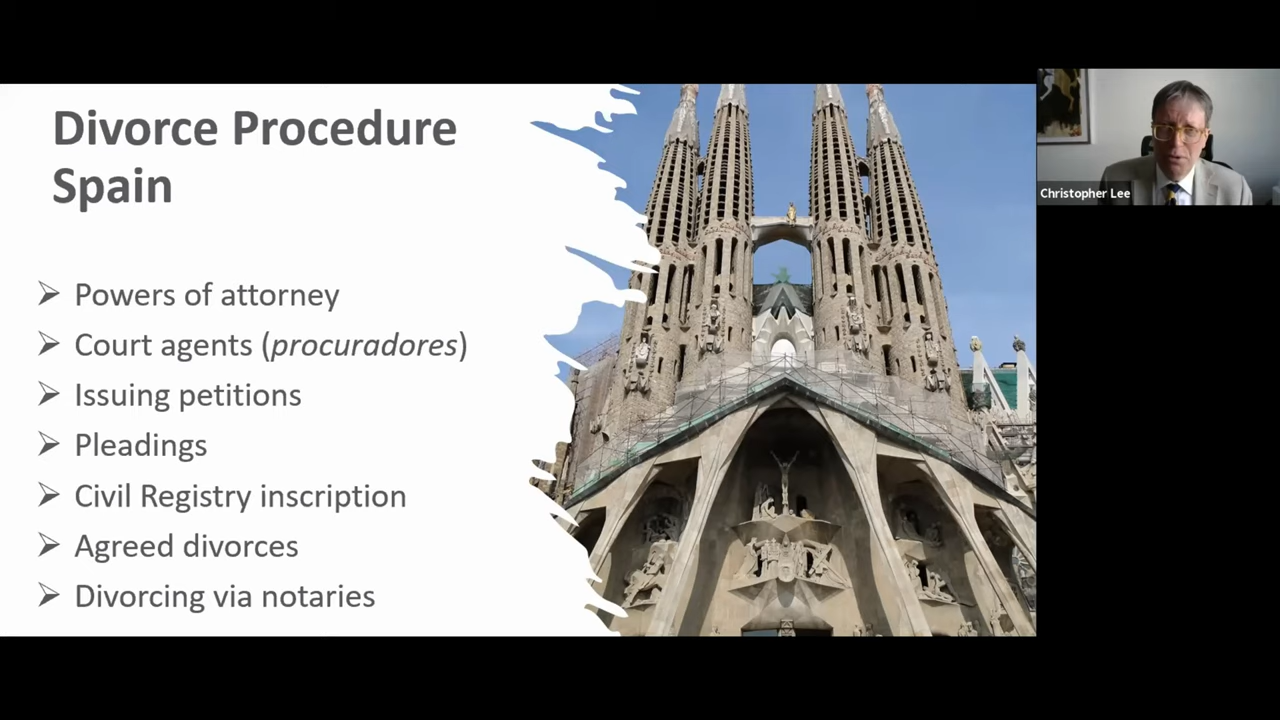 Divorce Procedure
Spain
Powers of attorney
Court agents (procuradores)
Issuing petitions
Pleadings
Civil Registry inscription
Agreed divorces
Divorcing via notaries
Christopher Lee